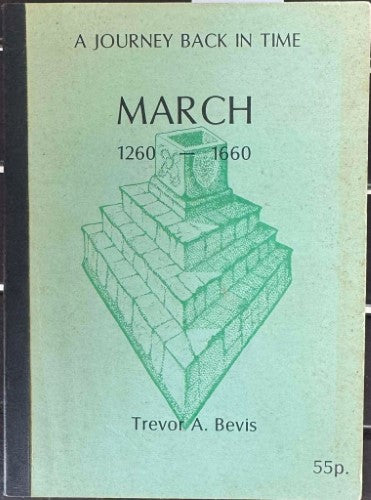 A JOURNEY BACK IN TIME
MARCH
1260 — 1660
Trevor A. Bevis
55p.